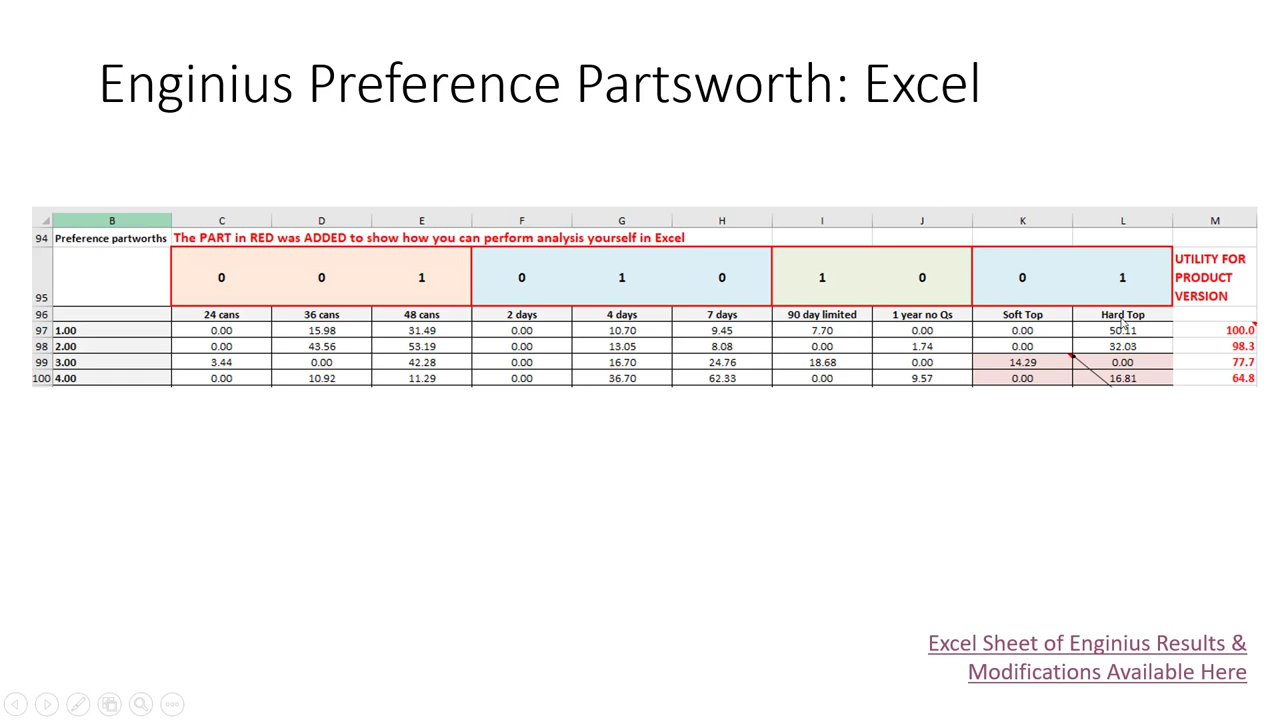 Enginius Preference Partsworth: Excel
B C D E F G H I J K L M
94 Preference partworths The PART in RED was ADDED to show how you can perform analysis yourself in Excel
95 0 0 1 0 1 0 1 0 0 1 UTILITY FOR
PRODUCT
VERSION
96 24 cans 36 cans 48 cans 2 days 4 days 7 days 90 day limited 1 year no Qs Soft Top Hard Top
97 1.00 0.00 15.98 31.49 0.00 10.70 9.45 7.70 0.00 0.00 50.11 100.0
98 2.00 0.00 43.56 53.19 0.00 13.05 8.08 0.00 1.74 0.00 32.03 98.3
99 3.00 3.44 0.00 42.28 0.00 16.70 24.76 18.68 0.00 14.29 0.00 77.7
100 4.00 0.00 10.92 11.29 0.00 36.70 62.33 0.00 9.57 0.00 16.81 64.8
Excel Sheet of Enginius Results &
Modifications Available Here